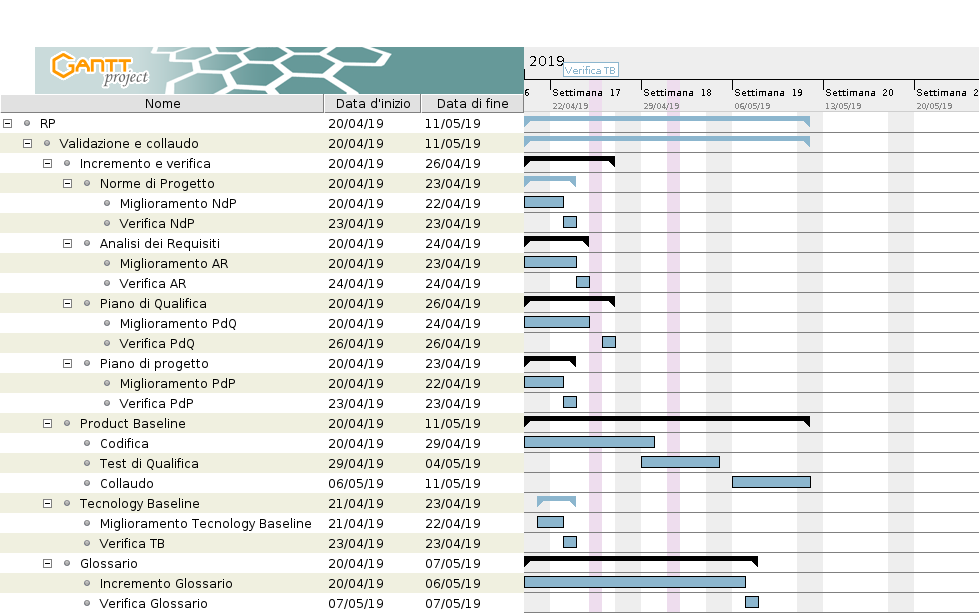 GANTT
project
2019
Verifica TB
Nome Data d'inizio Data di fine
6 Settimana 17 Settimana 18 Settimana 19 Settimana 20 Settimana 2
22/04/19 29/04/19 06/05/19 13/05/19 20/05/19
RP 20/04/19 11/05/19
Validazione e collaudo 20/04/19 11/05/19
Incremento e verifica 20/04/19 26/04/19
Norme di Progetto 20/04/19 23/04/19
Miglioramento NdP 20/04/19 22/04/19
Verifica NdP 23/04/19 23/04/19
Analisi dei Requisiti 20/04/19 24/04/19
Miglioramento AR 20/04/19 23/04/19
Verifica AR 24/04/19 24/04/19
Piano di Qualifica 20/04/19 26/04/19
Miglioramento PdQ 20/04/19 24/04/19
Verifica PdQ 26/04/19 26/04/19
Piano di progetto 20/04/19 23/04/19
Miglioramento PdP 20/04/19 22/04/19
Verifica PdP 23/04/19 23/04/19
Product Baseline 20/04/19 11/05/19
Codifica 20/04/19 29/04/19
Test di Qualifica 29/04/19 04/05/19
Collaudo 06/05/19 11/05/19
Tecnology Baseline 21/04/19 23/04/19
Miglioramento Tecnology Baseline 21/04/19 22/04/19
Verifica TB 23/04/19 23/04/19
Glossario 20/04/19 07/05/19
Incremento Glossario 20/04/19 06/05/19
Verifica Glossario 07/05/19 07/05/19